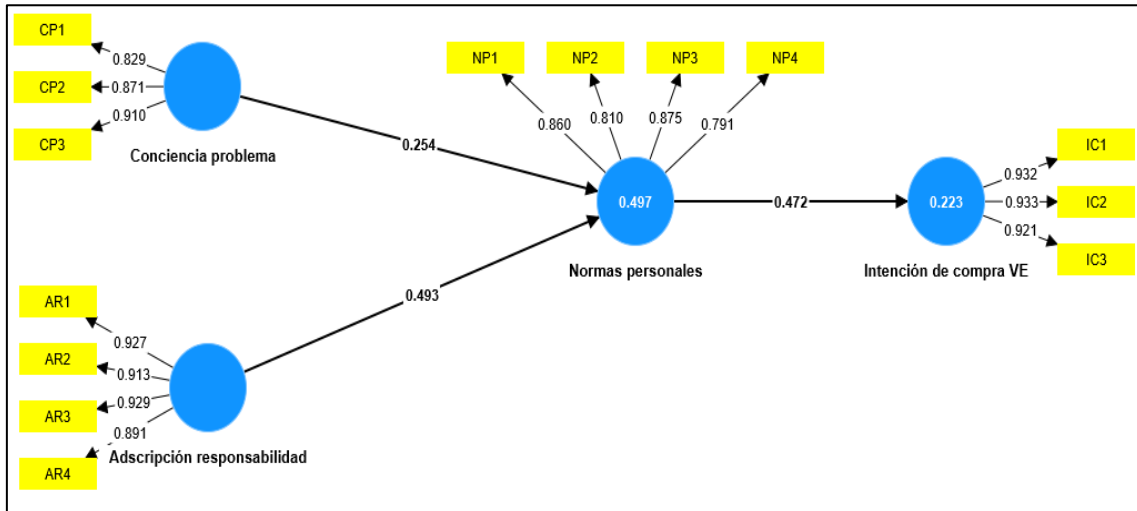 CP1
0.829
CP2
0.871
CP3
0.910
Conciencia problema
0.254
NP1
NP2
NP3
NP4
0.860
0.810
0.875
0.791
0.497
Normas personales
0.472
IC1
0.932
IC2
0.933
IC3
0.921
0.223
Intención de compra VE
0.493
AR1
0.927
AR2
0.913
AR3
0.929
AR4
0.891
Adscripción responsabilidad